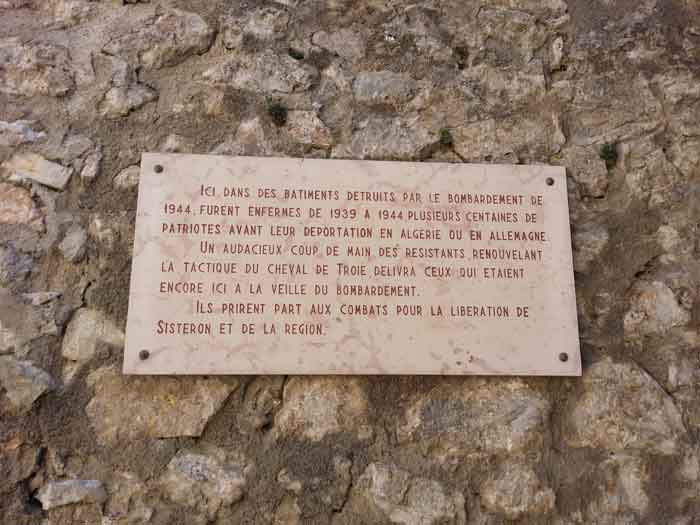 ICI, DANS DES BATIMENTS DETRUITS PAR LE BOMBARDEMENT DE
1944, FURENT ENFERMES DE 1939 A 1944 PLUSIEURS CENTAINES DE
PATRIOTES AVANT LEUR DEPORTATION EN ALGERIE OU EN ALLEMAGNE.
UN AUDACIEUX COUP DE MAIN DES RESISTANTS, RENOUVELANT
LA TACTIQUE DU CHEVAL DE TROIE DELIVRA CEUX QUI ETAIENT
ENCORE ICI A LA VEILLE DU BOMBARDEMENT.
ILS PRIRENT PART AUX COMBATS POUR LA LIBERATION DE
SISTERON ET DE LA REGION.